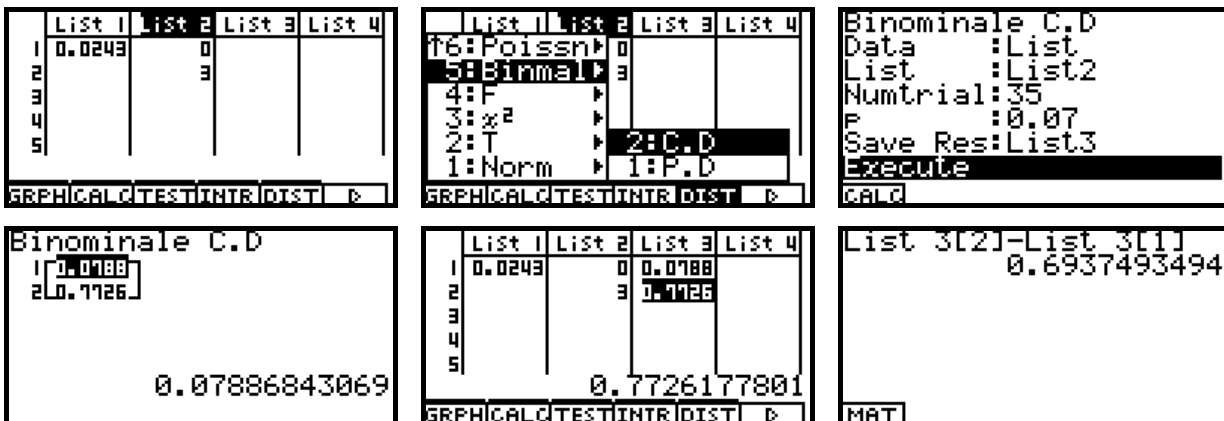 List 1 List 2 List 3 List 4
1 0.0243 0
2 3
3
4
5
GRPH CALC TEST INTR DIST ▷
List 1 List 2 List 3 List 4
↑6:Poissn▶ 0
5:Binmal▶ 3
4:F ▶
3:χ² ▶
2:T ▶ 2:C.D
1:Norm ▶ 1:P.D
GRPH CALC TEST INTR DIST ▷
Binominale C.D
Data :List
List :List2
Numtrial:35
P :0.07
Save Res:List3
Execute
CALC
Binominale C.D
1 0.0788
2 0.7726
0.07886843069
List 1 List 2 List 3 List 4
1 0.0243 0 0.0788
2 3 0.7726
3
4
5
0.7726177801
GRPH CALC TEST INTR DIST ▷
List 3[2]-List 3[1]
0.6937493494
MAT